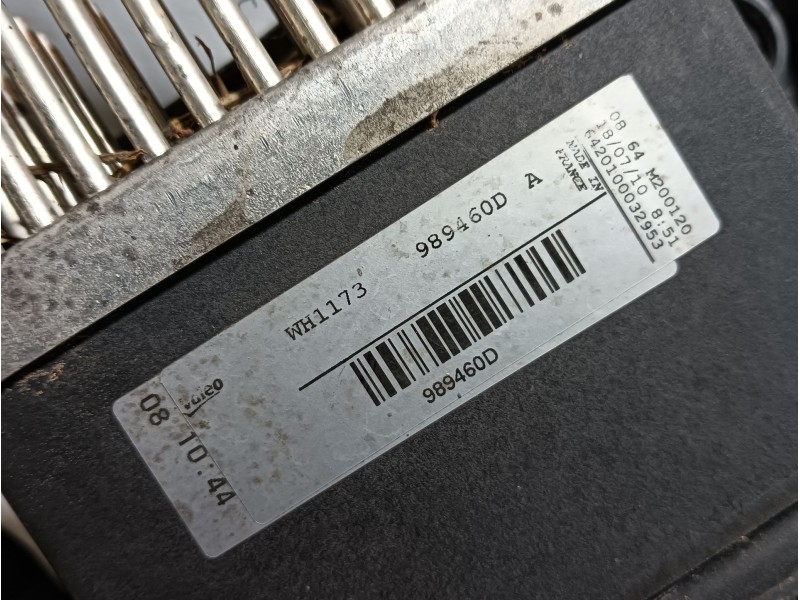 08 64 M200120
18/07/10 8:51
6420100032953
MADE IN
FRANCE
WH1173 989460D A
989460D
Valeo
08 10:44